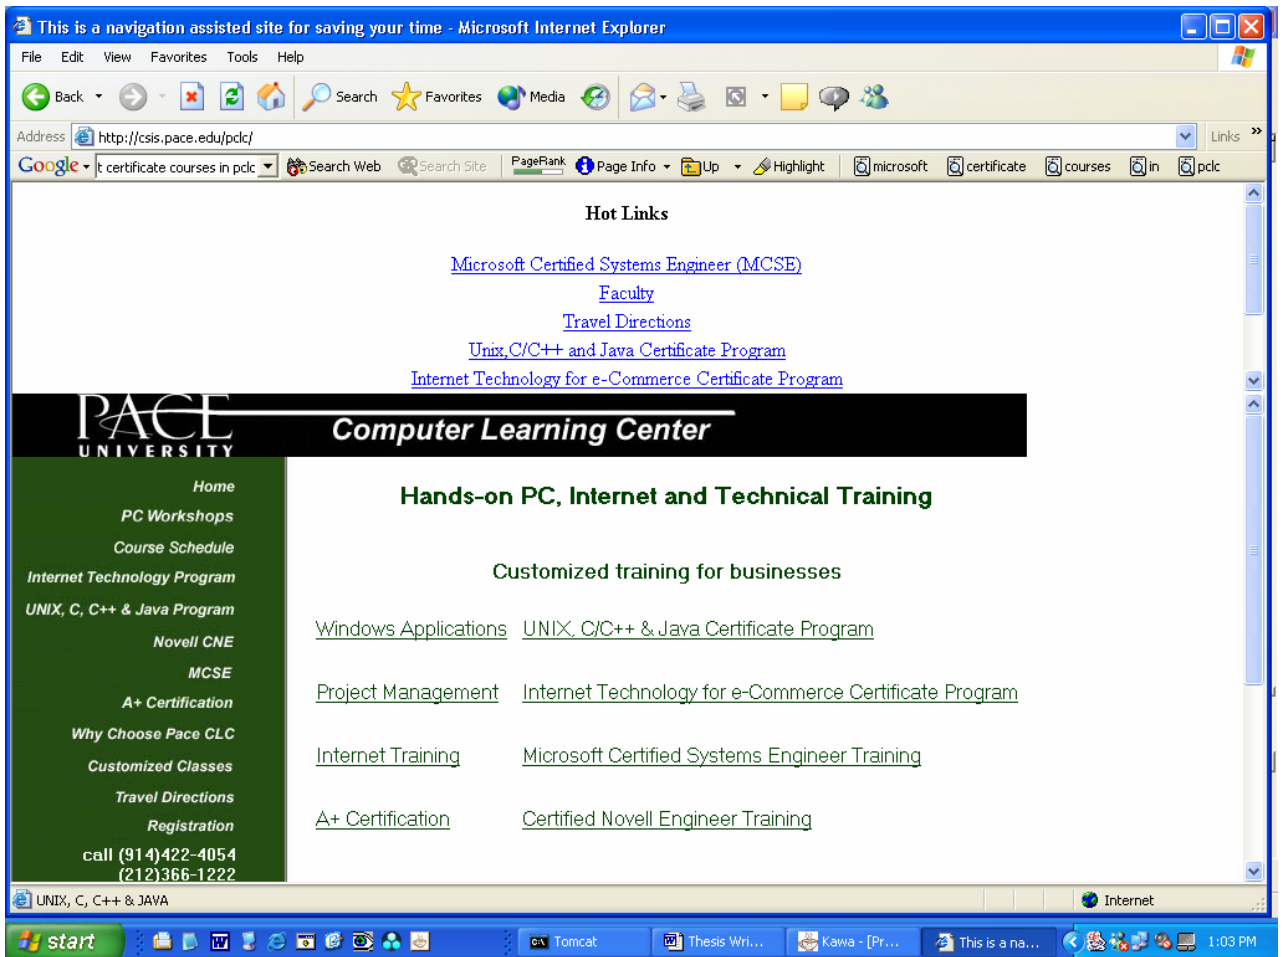 This is a navigation assisted site for saving your time - Microsoft Internet Explorer
File Edit View Favorites Tools Help
Back Search Favorites Media
Address http://csis.pace.edu/pclc/ Links »
Google t certificate courses in pclc Search Web Search Site PageRank Page Info Up Highlight microsoft certificate courses in pclc
Hot Links
Microsoft Certified Systems Engineer (MCSE)
Faculty
Travel Directions
Unix,C/C++ and Java Certificate Program
Internet Technology for e-Commerce Certificate Program
PACE
UNIVERSITY
Computer Learning Center
Home
PC Workshops
Course Schedule
Internet Technology Program
UNIX, C, C++ & Java Program
Novell CNE
MCSE
A+ Certification
Why Choose Pace CLC
Customized Classes
Travel Directions
Registration
call (914)422-4054
(212)366-1222
Hands-on PC, Internet and Technical Training
Customized training for businesses
Windows Applications UNIX, C/C++ & Java Certificate Program
Project Management Internet Technology for e-Commerce Certificate Program
Internet Training Microsoft Certified Systems Engineer Training
A+ Certification Certified Novell Engineer Training
UNIX, C, C++ & JAVA Internet
start Tomcat Thesis Wri... Kawa - [Pr... This is a na... 1:03 PM